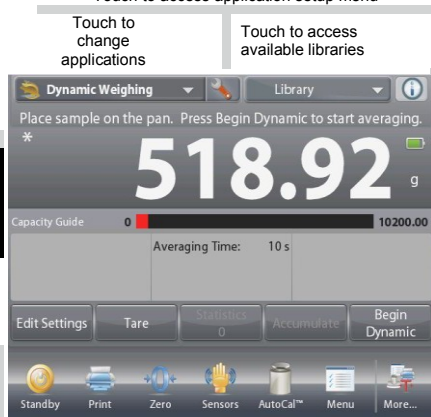 Touch to access application setup menu
Touch to
change
applications
Touch to access
available libraries
Dynamic Weighing
Library
Place sample on the pan. Press Begin Dynamic to start averaging.
*
518.92 g
Capacity Guide 0 10200.00
Averaging Time: 10 s
Edit Settings
Tare
Statistics
0
Accumulate
Begin
Dynamic
Standby Print Zero Sensors AutoCal™ Menu More...